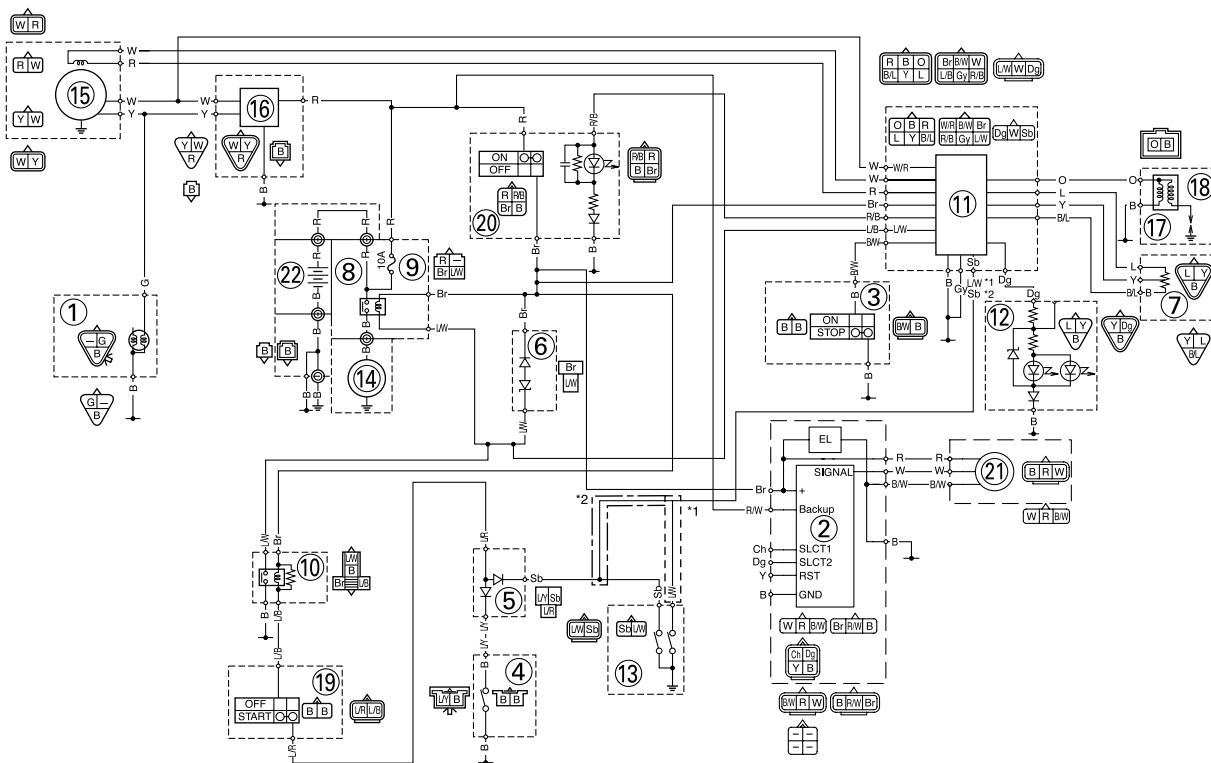 W R
R W
15
Y W
W Y
W
R
W
Y
W
Y
16
R
Y W
R
W Y
R
B
B
B
G
1
– G
B
G –
B
B
R
R
R
R
R
22
8
9
10A
B
B
B
B
B
B
B
14
R –
Br L/W
Br
L/W
R
ON
OFF
R R/B
Br B
20
Br
R/B
B
R/B R
B Br
Br
6
L/W
Br
L/W
R B O
B/L Y L
Br B/W W
L/B Gy R/B
L/W W Dg
O B R
L Y B/L
W/R B/W Br
R/B Gy L/W
Dg W Sb
W
W/R
W
R
Br
R/B
L/B
L/W
B/W
11
O
L
Y
B/L
B
Gy
Sb
L/W *1
Sb *2
Dg
O B
O
B
18
17
L
Y
B/L
B
7
L Y
B
Y L
B/L
B/W
B
3
B B
ON
STOP
B/W B
B
Dg
12
L Y
B
Y Dg
B
B
EL
SIGNAL
+
Backup
2
SLCT1
SLCT2
RST
GND
Br
R/W
Ch
Dg
Y
B
R
W
B/W
B
R
W
B/W
21
B R W
W R B/W
W R B/W
Br R/W B
Ch Dg
Y B
B/W R W
B R/W Br
– –
– –
*2
*1
L/W
Br
10
L/W
B
Br L/B
B
L/B
L/B
19
OFF
START
B B
L/R L/B
L/R
L/R
5
Sb
L/Y Sb
L/R
L/Y
L/Y
B
4
L/Y B
B B
B
Sb
L/W
L/W Sb
Sb L/W
13